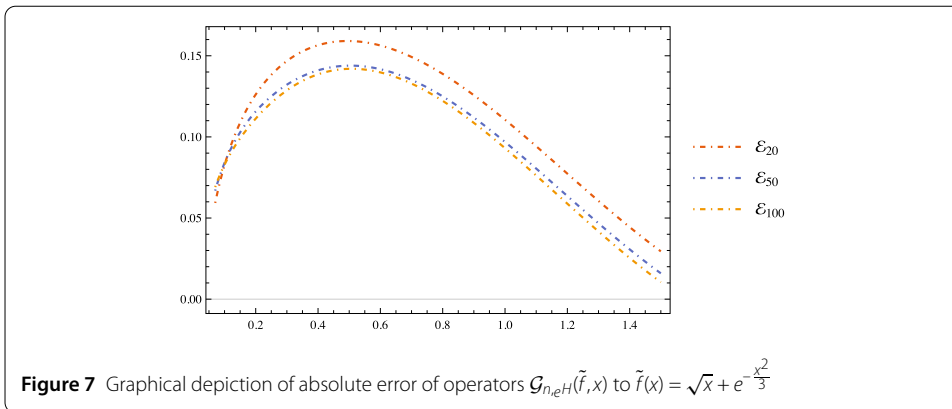 0.15
0.10
0.05
0.00
0.2 0.4 0.6 0.8 1.0 1.2 1.4
ℰ₂₀
ℰ₅₀
ℰ₁₀₀
Figure 7 Graphical depiction of absolute error of operators 𝒢ₙ,ₑH(f̃, x) to f̃(x) = √x + e^{-x²/3}